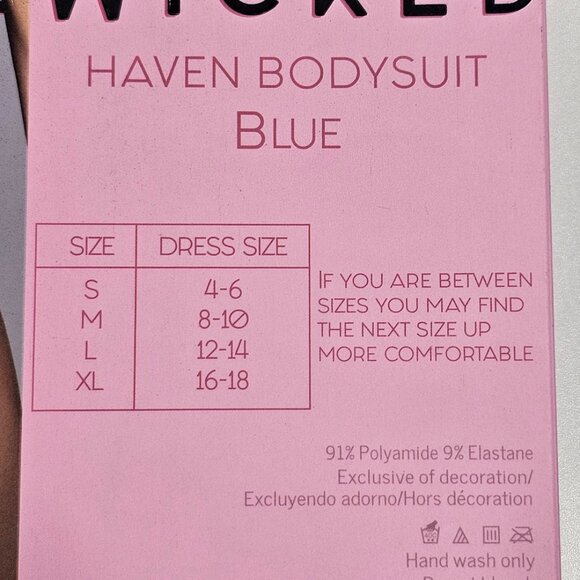 WICKED
HAVEN BODYSUIT
BLUE
SIZE DRESS SIZE
S 4-6
M 8-10
L 12-14
XL 16-18
IF YOU ARE BETWEEN
SIZES YOU MAY FIND
THE NEXT SIZE UP
MORE COMFORTABLE
91% Polyamide 9% Elastane
Exclusive of decoration/
Excluyendo adorno/Hors décoration
Hand wash only